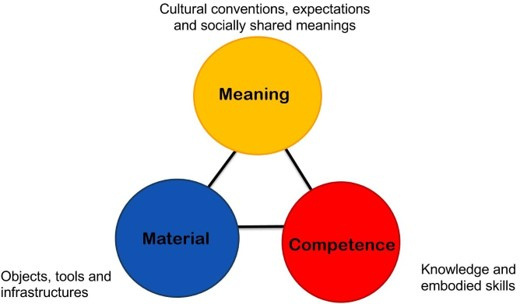 Cultural conventions, expectations
and socially shared meanings
Meaning
Material
Competence
Objects, tools and
infrastructures
Knowledge and
embodied skills